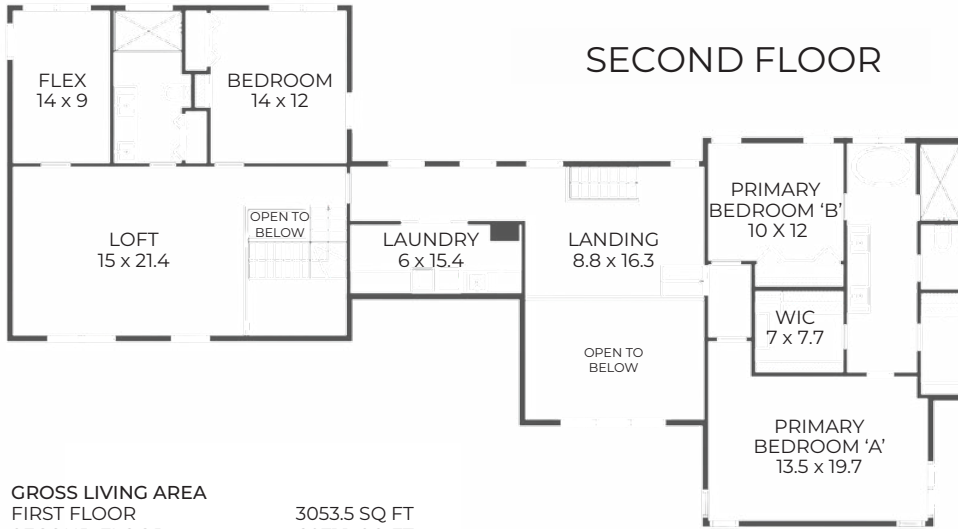 SECOND FLOOR
FLEX
14 x 9
BEDROOM
14 x 12
PRIMARY
BEDROOM ‘B’
10 X 12
OPEN TO
BELOW
LOFT
15 x 21.4
LAUNDRY
6 x 15.4
LANDING
8.8 x 16.3
WIC
7 x 7.7
OPEN TO
BELOW
PRIMARY
BEDROOM ‘A’
13.5 x 19.7
GROSS LIVING AREA
FIRST FLOOR 3053.5 SQ FT